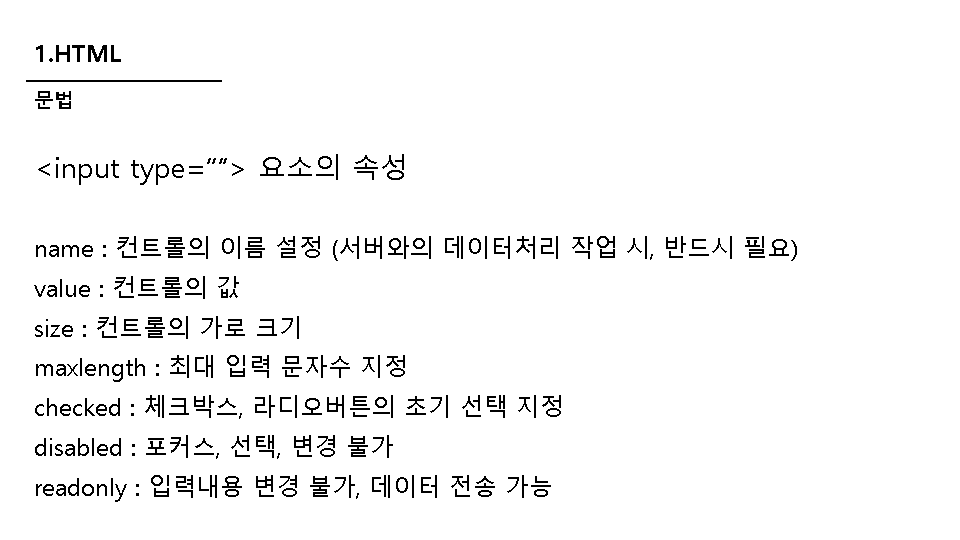 1.HTML
문법
<input type=””> 요소의 속성
name : 컨트롤의 이름 설정 (서버와의 데이터처리 작업 시, 반드시 필요)
value : 컨트롤의 값
size : 컨트롤의 가로 크기
maxlength : 최대 입력 문자수 지정
checked : 체크박스, 라디오버튼의 초기 선택 지정
disabled : 포커스, 선택, 변경 불가
readonly : 입력내용 변경 불가, 데이터 전송 가능